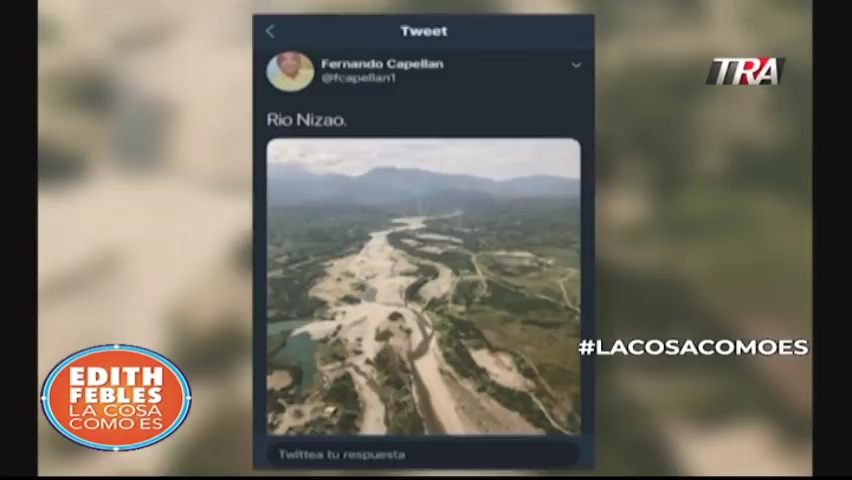 Tweet
Fernando Capellan
@fcapellan1
Rio Nizao.
Twittea tu respuesta
TRA
#LACOSACOMOES
EDITH
FEBLES
LA COSA
COMO ES